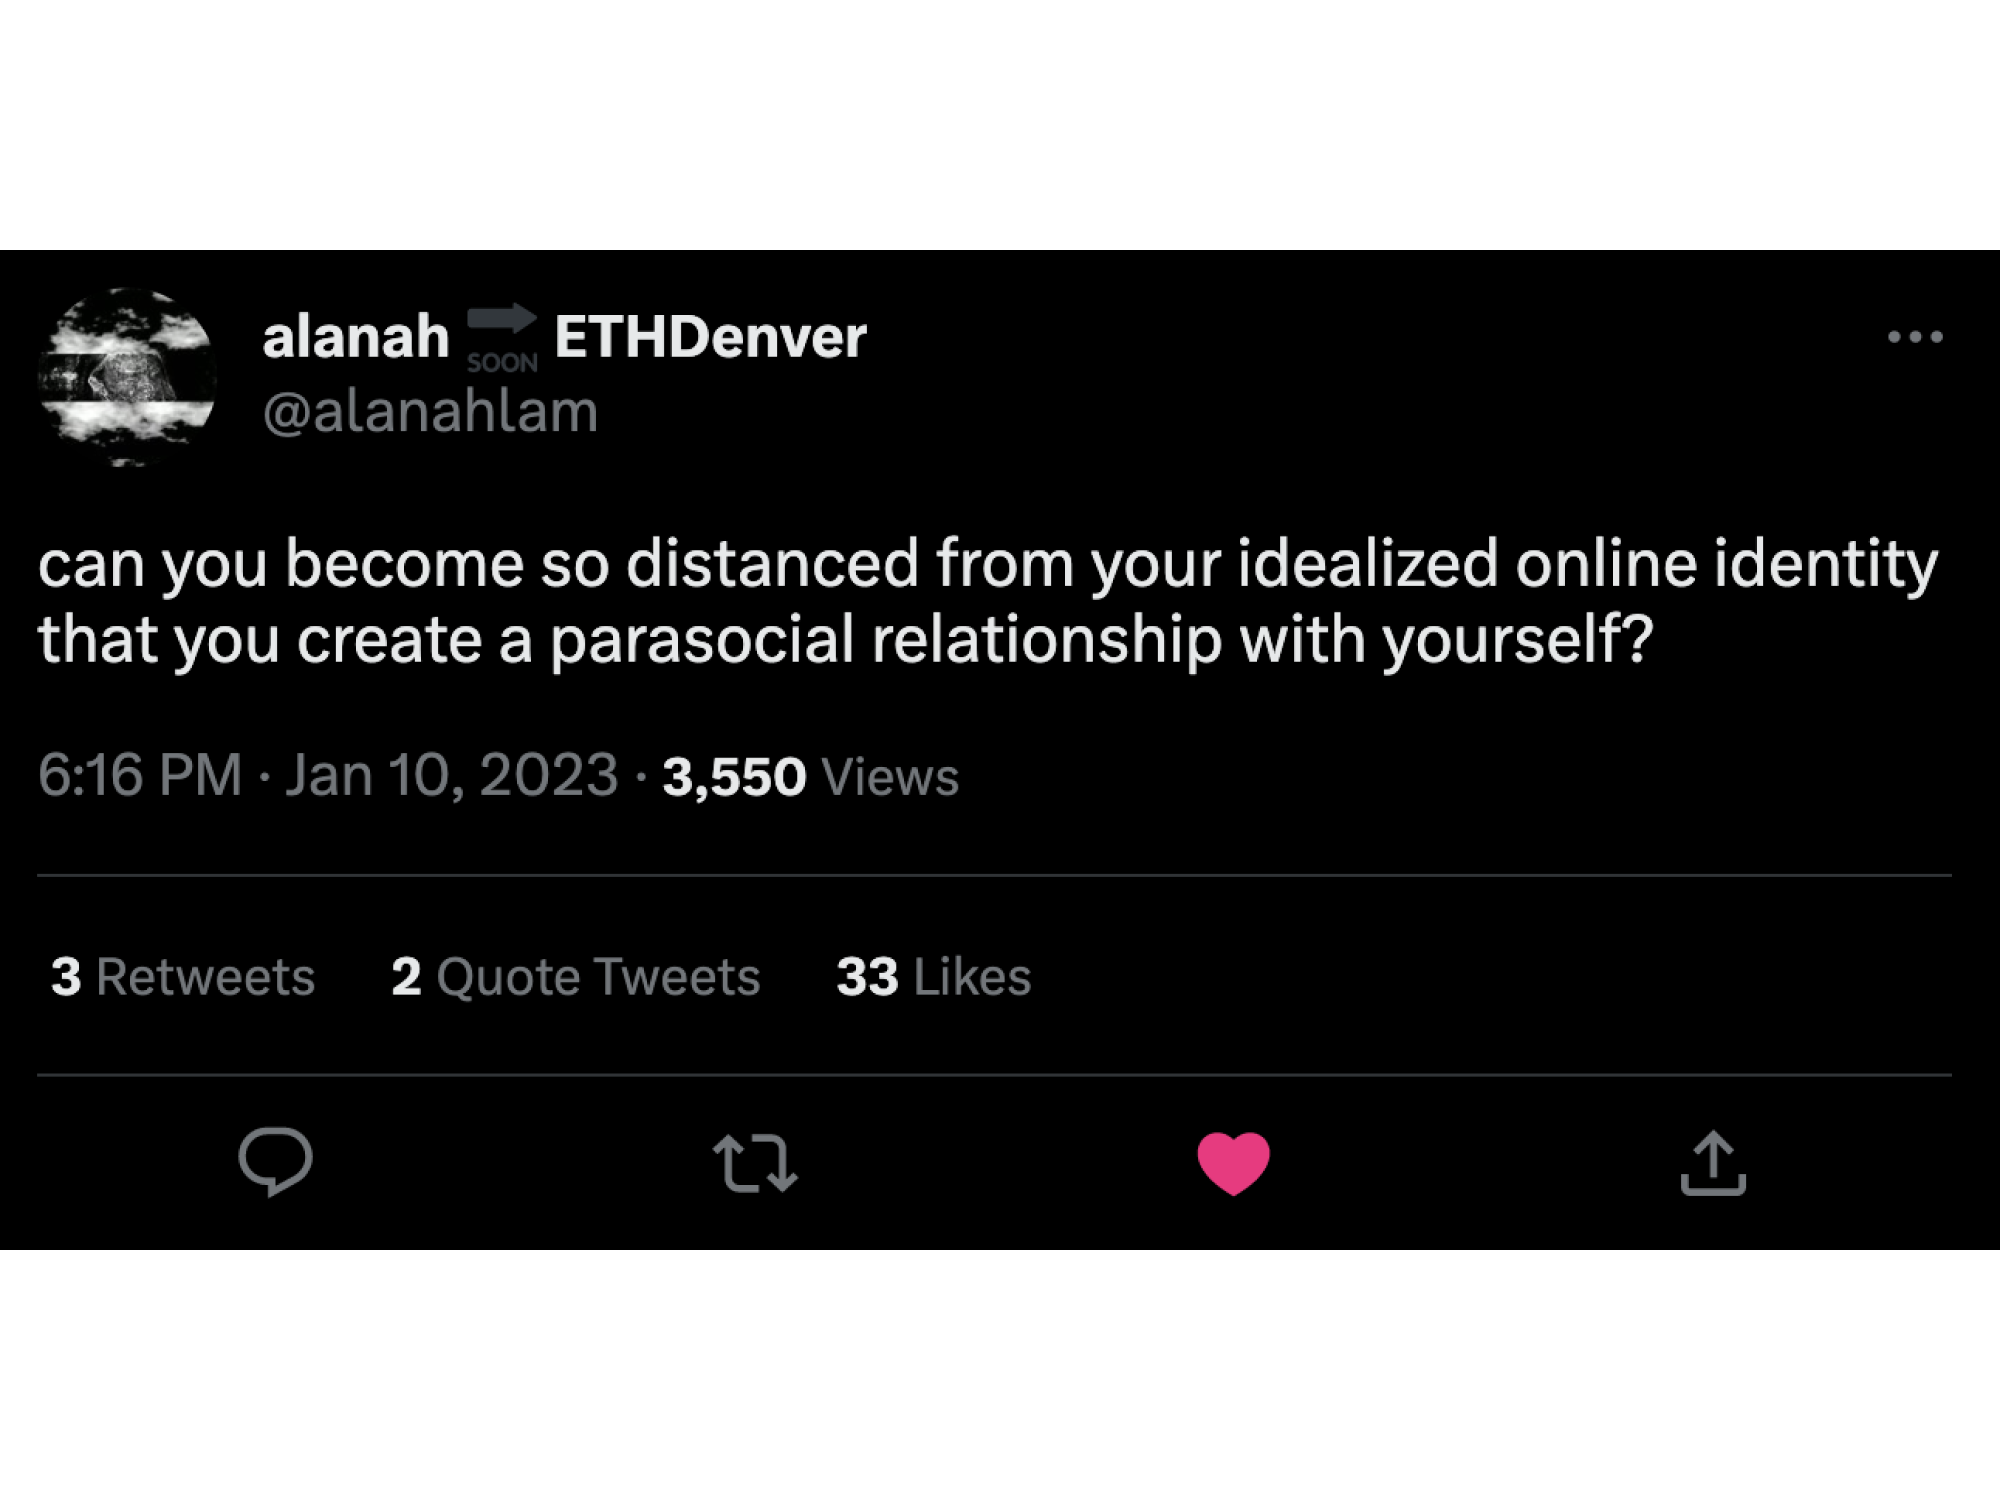 alanah 🔜 ETHDenver
@alanahlam
can you become so distanced from your idealized online identity
that you create a parasocial relationship with yourself?
6:16 PM · Jan 10, 2023 · 3,550 Views
3 Retweets 2 Quote Tweets 33 Likes